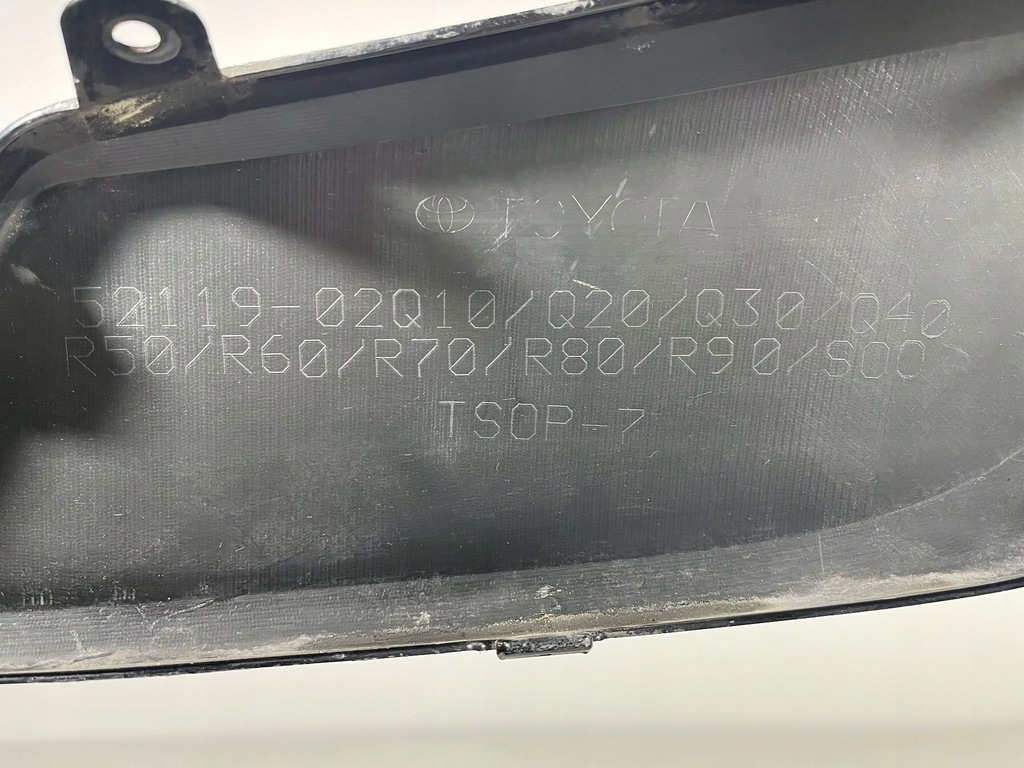 TOYOTA
52119-02Q10/Q20/Q30/Q40
R50/R60/R70/R80/R90/S00
TSOP-7